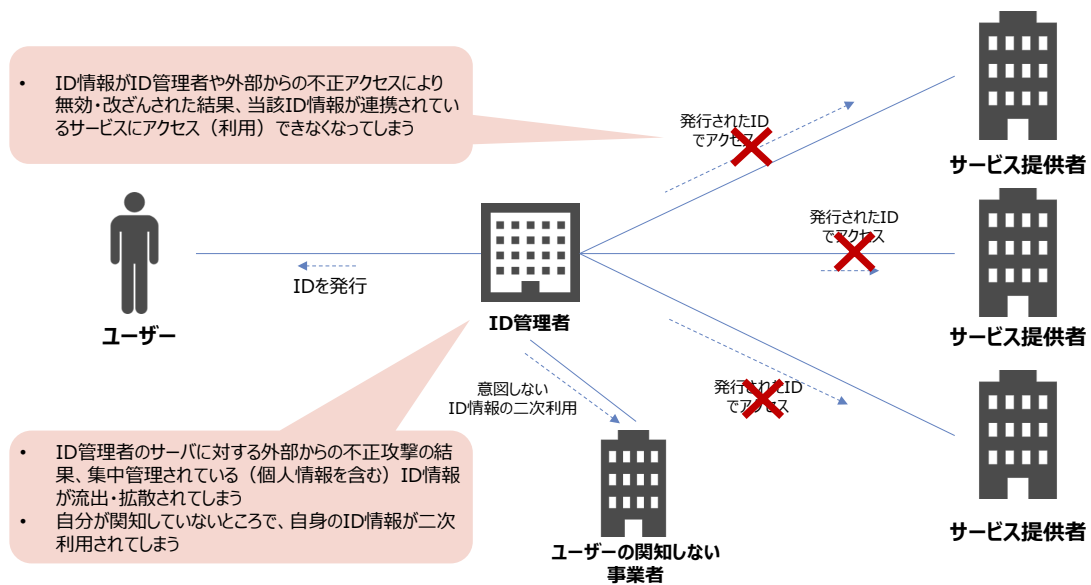 • ID情報がID管理者や外部からの不正アクセスにより
無効・改ざんされた結果、当該ID情報が連携されてい
るサービスにアクセス（利用）できなくなってしまう
発行されたID
でアクセス
サービス提供者
発行されたID
でアクセス
サービス提供者
IDを発行
ユーザー
ID管理者
意図しない
ID情報の二次利用
発行されたID
でアクセス
サービス提供者
• ID管理者のサーバに対する外部からの不正攻撃の結
果、集中管理されている（個人情報を含む）ID情報
が流出・拡散されてしまう
• 自分が関知していないところで、自身のID情報が二次
利用されてしまう
ユーザーの関知しない
事業者